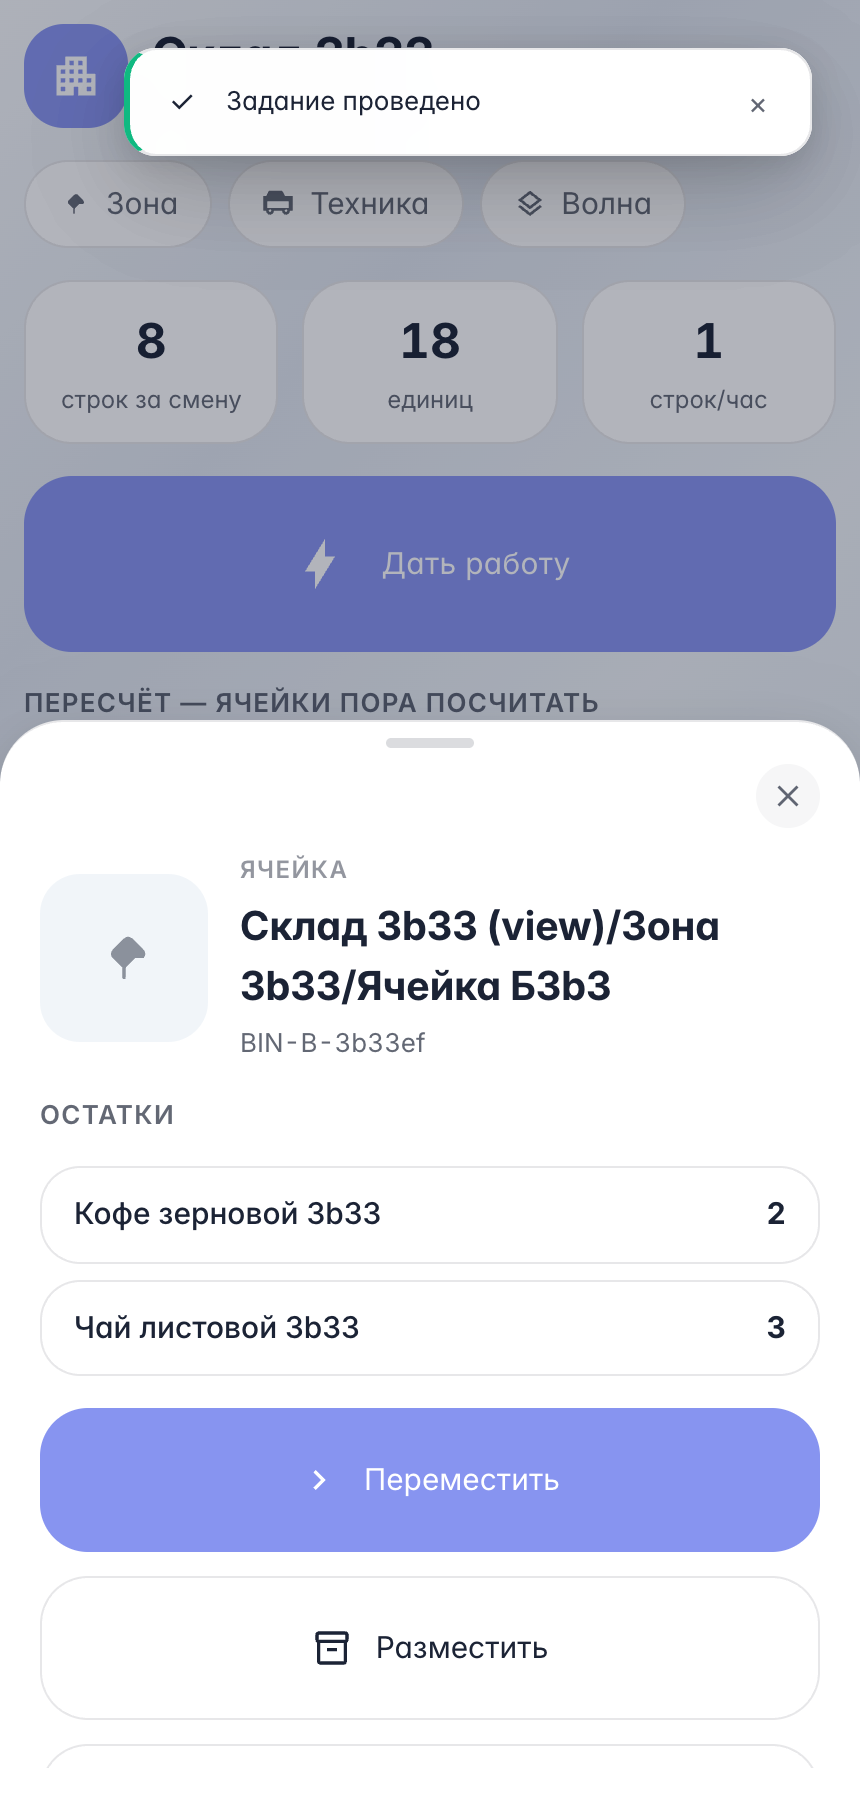 Склад 3b33
Задание проведено
Зона
Техника
Волна
8
строк за смену
18
единиц
1
строк/час
Дать работу
ПЕРЕСЧЁТ — ЯЧЕЙКИ ПОРА ПОСЧИТАТЬ
ЯЧЕЙКА
Склад 3b33 (view)/Зона
3b33/Ячейка Б3b3
BIN-B-3b33ef
ОСТАТКИ
Кофе зерновой 3b33
2
Чай листовой 3b33
3
Переместить
Разместить